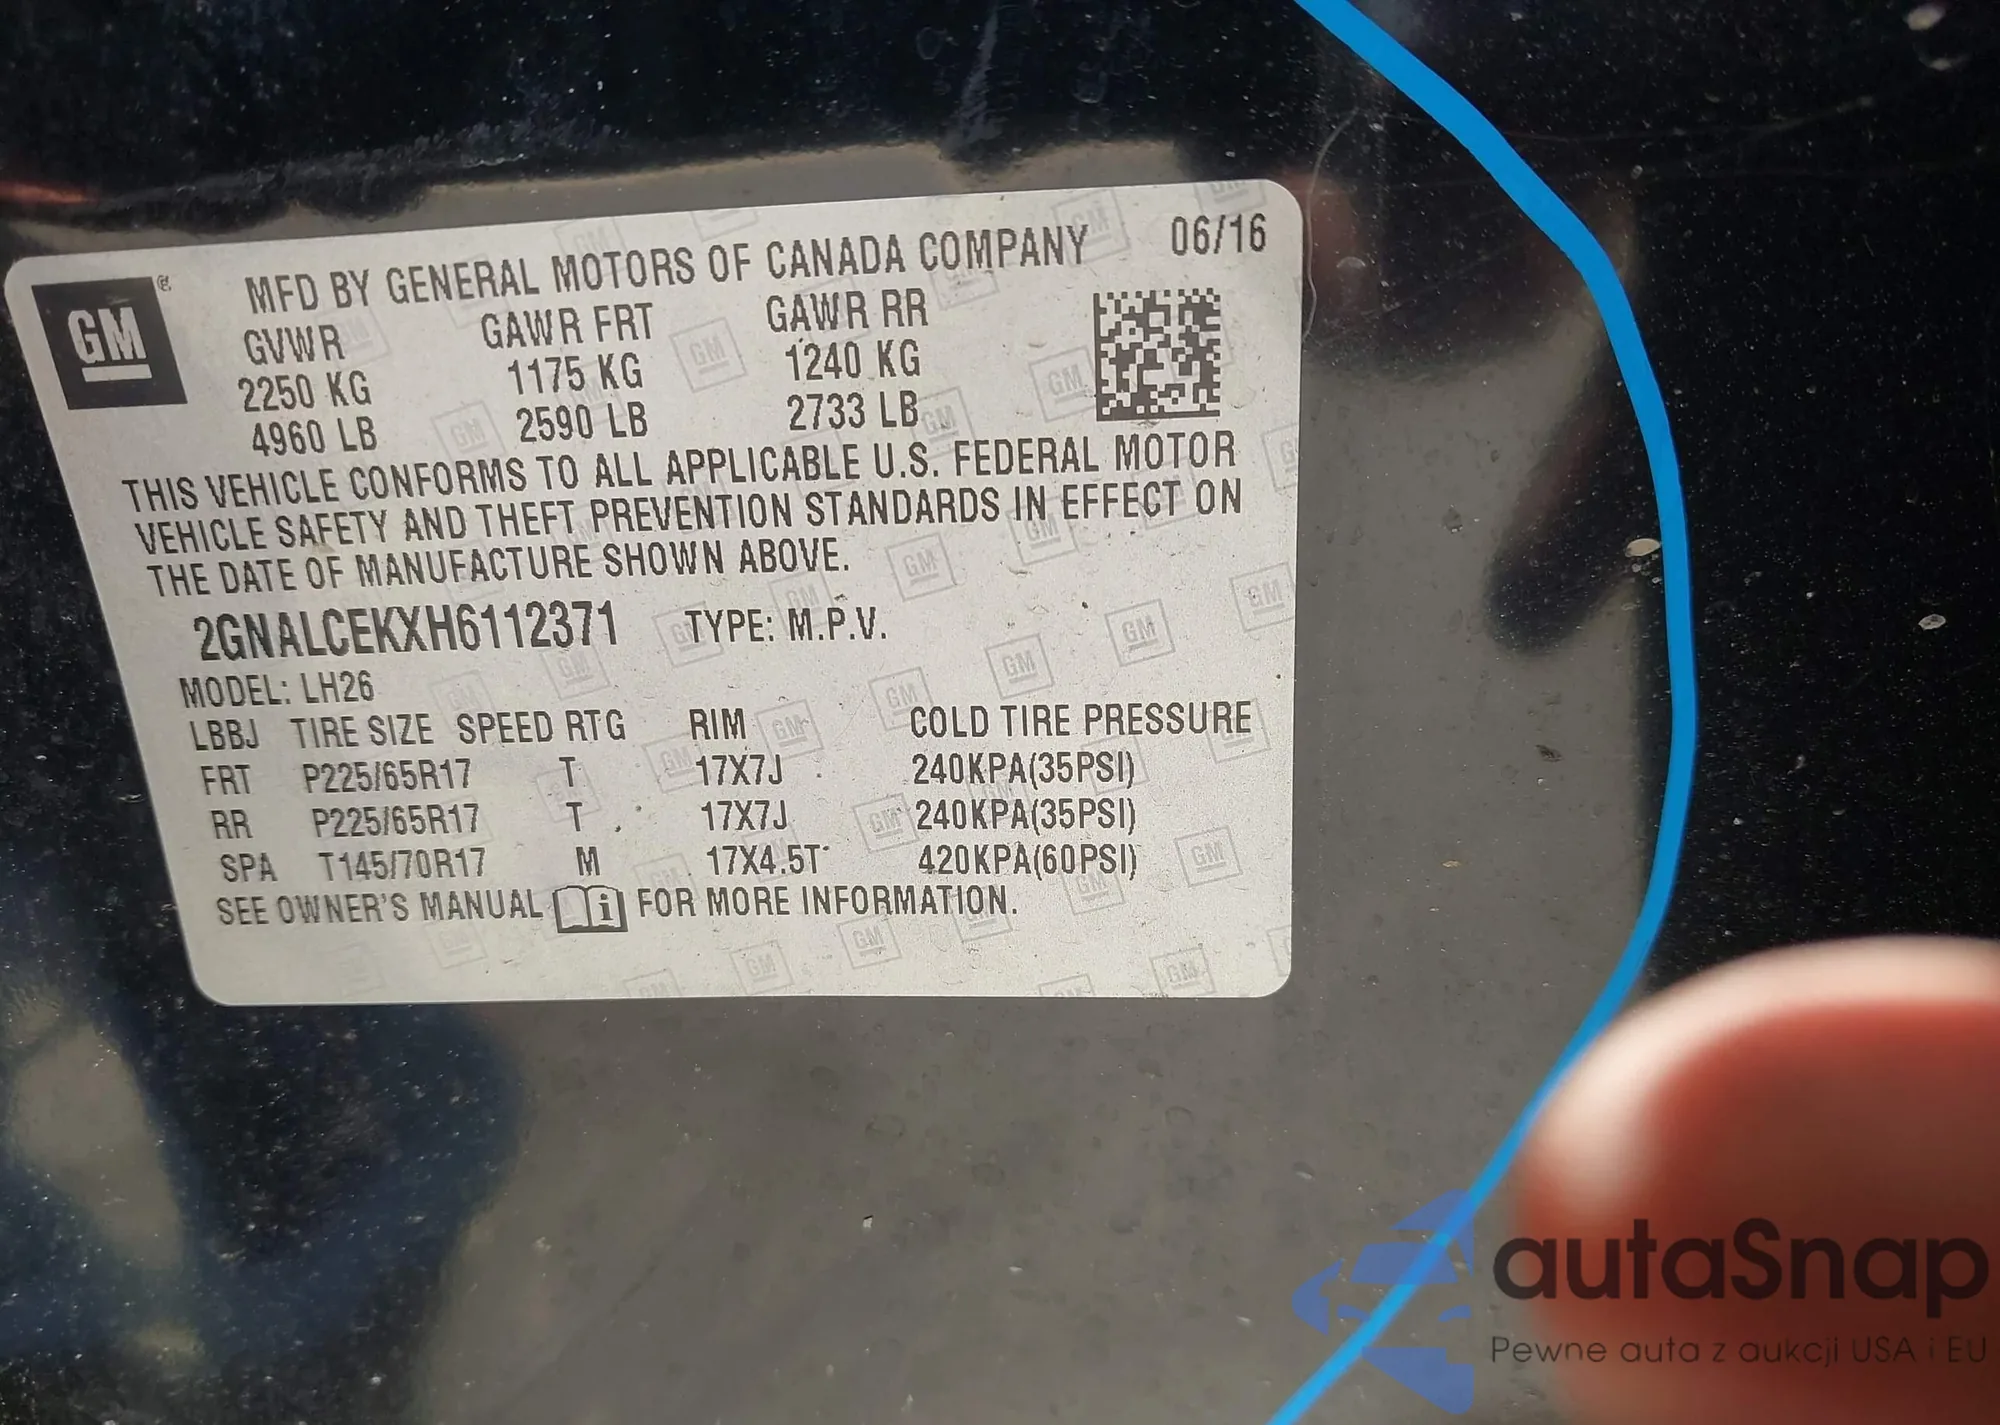 GM
MFD BY GENERAL MOTORS OF CANADA COMPANY 06/16
GVWR GAWR FRT GAWR RR
2250 KG 1175 KG 1240 KG
4960 LB 2590 LB 2733 LB
THIS VEHICLE CONFORMS TO ALL APPLICABLE U.S. FEDERAL MOTOR
VEHICLE SAFETY AND THEFT PREVENTION STANDARDS IN EFFECT ON
THE DATE OF MANUFACTURE SHOWN ABOVE.
2GNALCEKXH6112371 TYPE: M.P.V.
MODEL: LH26
LBBJ TIRE SIZE SPEED RTG RIM COLD TIRE PRESSURE
FRT P225/65R17 T 17X7J 240KPA(35PSI)
RR P225/65R17 T 17X7J 240KPA(35PSI)
SPA T145/70R17 M 17X4.5T 420KPA(60PSI)
SEE OWNER'S MANUAL i FOR MORE INFORMATION.
autaSnap
Pewne auta z aukcji USA i EU